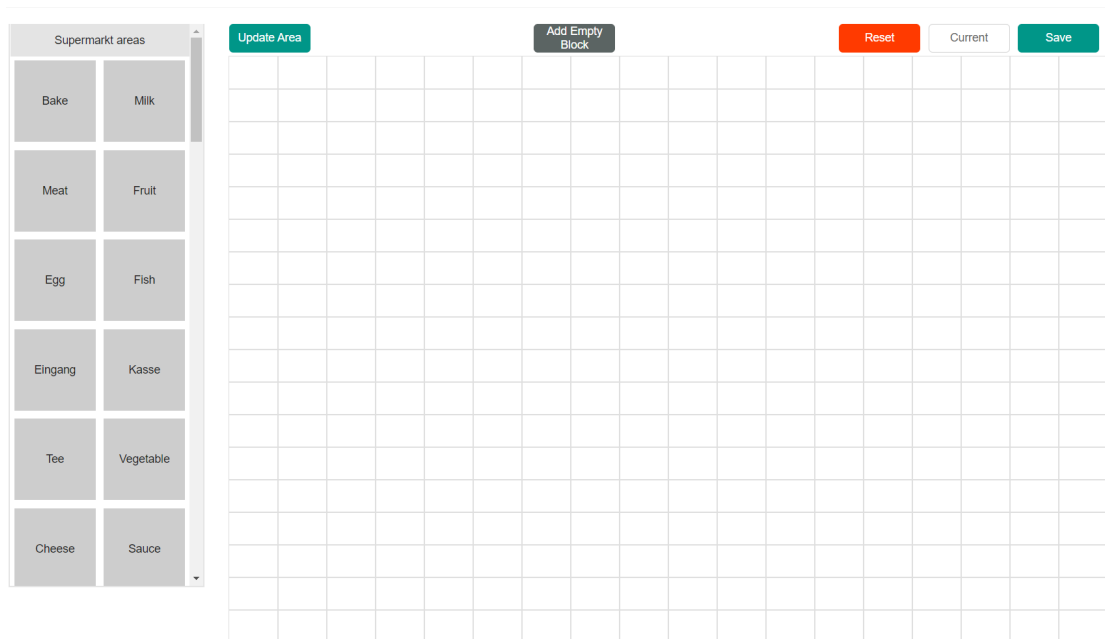 Supermarkt areas
Update Area
Add Empty
Block
Reset
Current
Save
Bake
Milk
Meat
Fruit
Egg
Fish
Eingang
Kasse
Tee
Vegetable
Cheese
Sauce